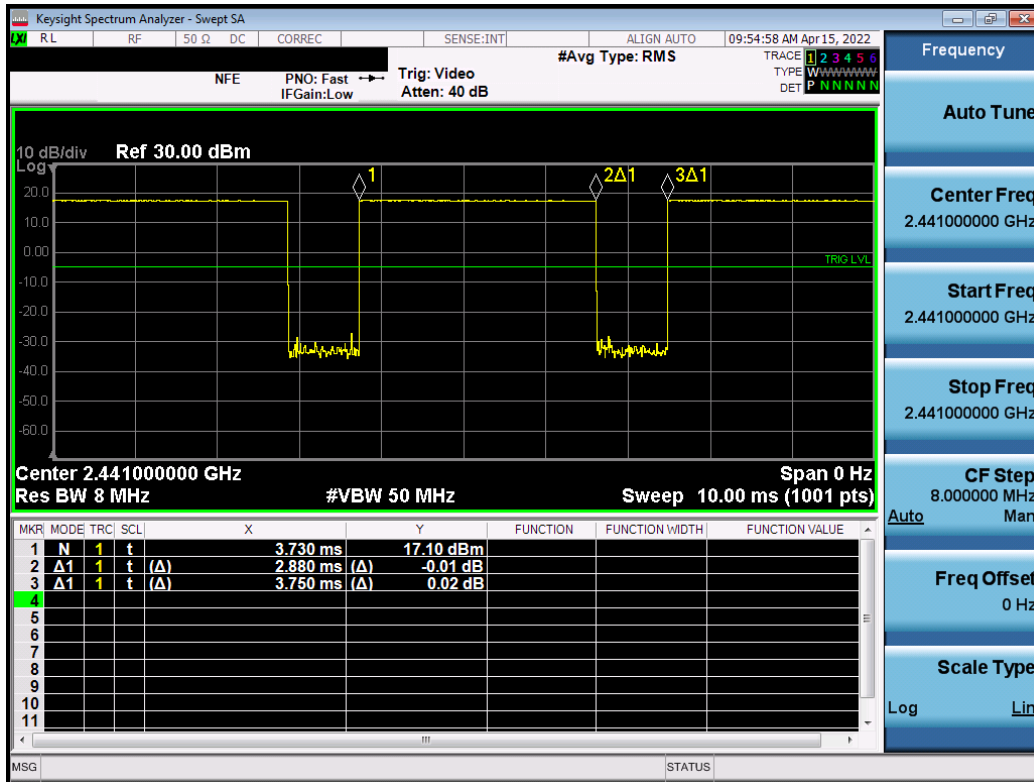 Keysight Spectrum Analyzer - Swept SA
LXI RL RF 50 Ω DC CORREC SENSE:INT ALIGN AUTO 09:54:58 AM Apr 15, 2022
#Avg Type: RMS TRACE 1 2 3 4 5 6
TYPE WWWWWW
DET P N N N N N
NFE PNO: Fast Trig: Video
IFGain:Low Atten: 40 dB
10 dB/div Ref 30.00 dBm
Log
1 2Δ1 3Δ1
20.0
10.0
0.00
TRIG LVL
-10.0
-20.0
-30.0
-40.0
-50.0
-60.0
Center 2.441000000 GHz Span 0 Hz
Res BW 8 MHz #VBW 50 MHz Sweep 10.00 ms (1001 pts)
MKR MODE TRC SCL X Y FUNCTION FUNCTION WIDTH FUNCTION VALUE
1 N 1 t 3.730 ms 17.10 dBm
2 Δ1 1 t (Δ) 2.880 ms (Δ) -0.01 dB
3 Δ1 1 t (Δ) 3.750 ms (Δ) 0.02 dB
4
5
6
7
8
9
10
11
MSG STATUS
Frequency
Auto Tune
Center Freq
2.441000000 GHz
Start Freq
2.441000000 GHz
Stop Freq
2.441000000 GHz
CF Step
8.000000 MHz
Auto Man
Freq Offset
0 Hz
Scale Type
Log Lin